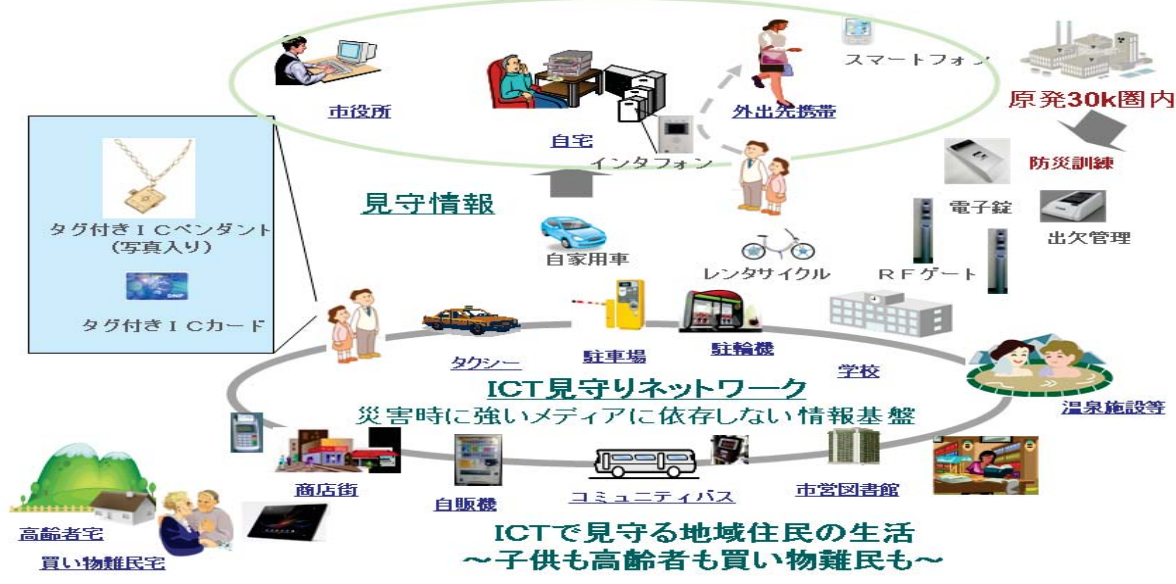 スマートフォン
市役所
自宅
外出先携帯
インタフォン
原発30k圏内
防災訓練
電子錠
出欠管理
見守情報
タグ付きICペンダント
(写真入り)
タグ付きICカード
DNP
自家用車
レンタサイクル
RFゲート
タクシー
駐車場
駐輪機
学校
ICT見守りネットワーク
災害時に強いメディアに依存しない情報基盤
温泉施設等
商店街
自販機
コミュニティバス
市営図書館
高齢者宅
買い物難民宅
ICTで見守る地域住民の生活
～子供も高齢者も買い物難民も～